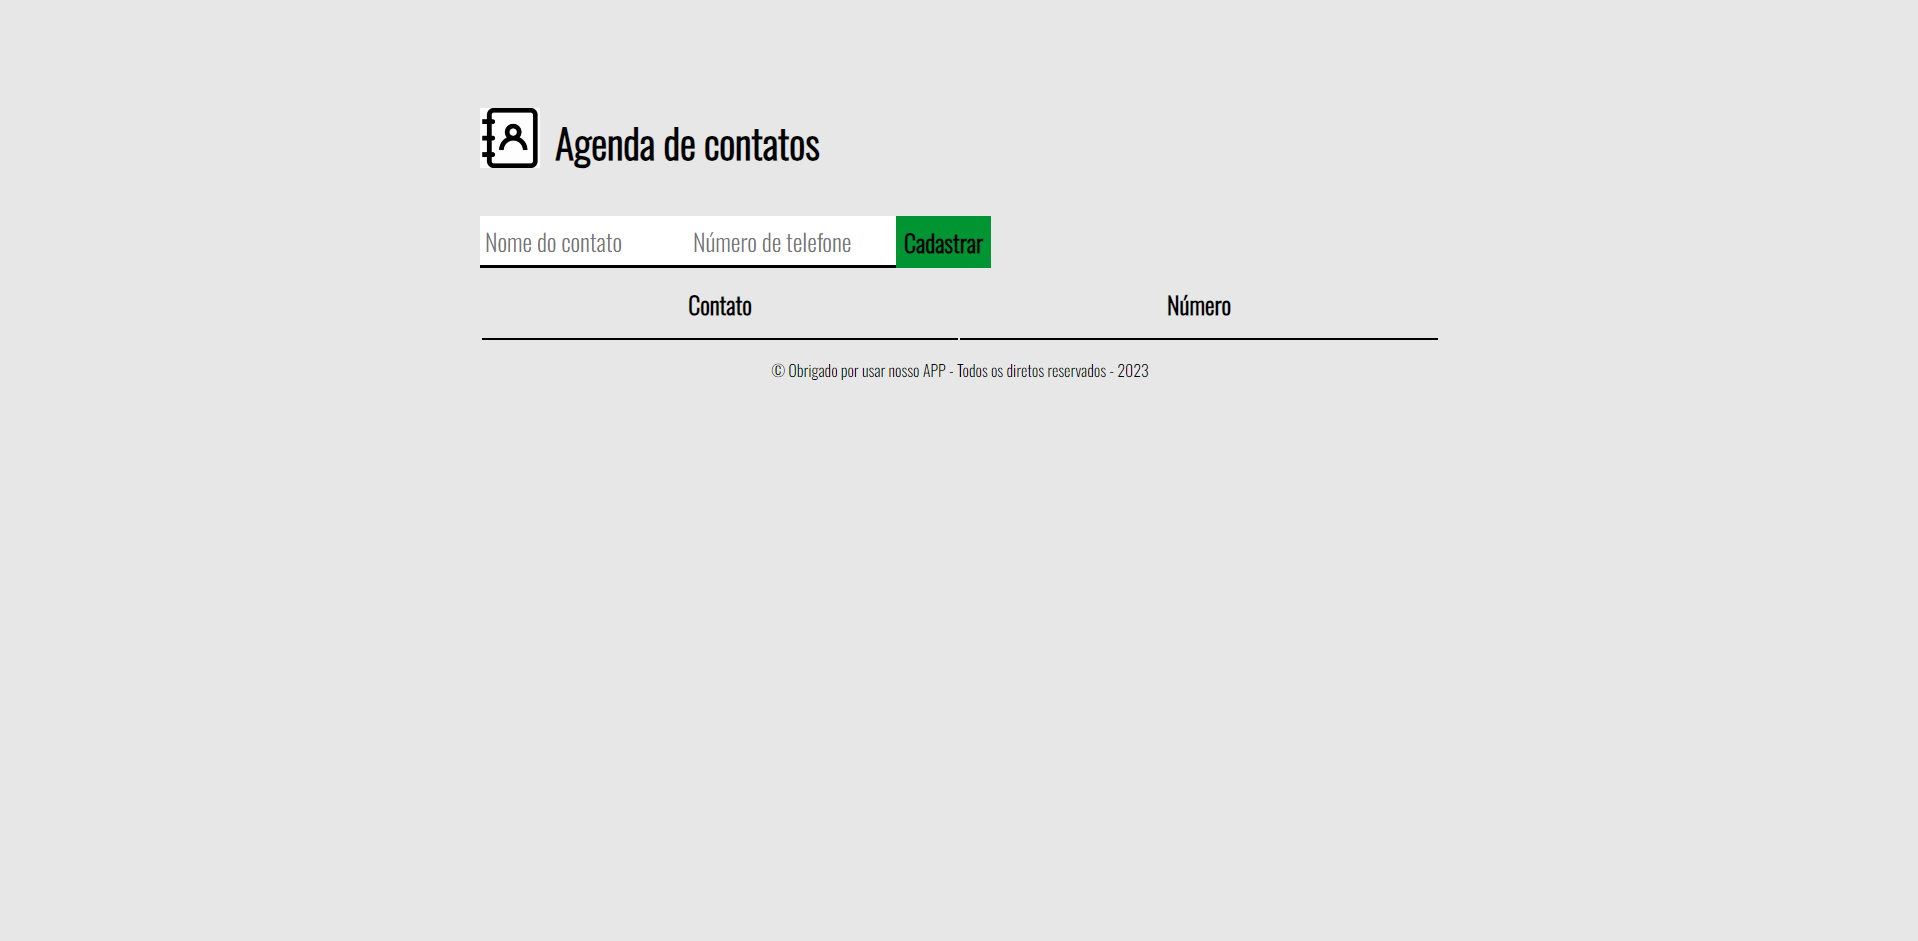 Agenda de contatos
Nome do contato Número de telefone Cadastrar
Contato Número
© Obrigado por usar nosso APP - Todos os diretos reservados - 2023